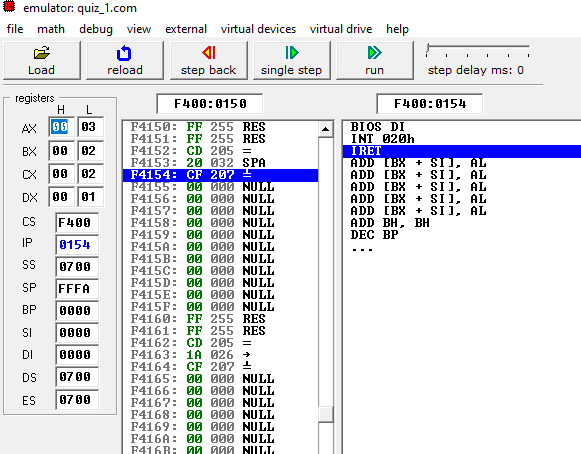 emulator: quiz_1.com
file math debug view external virtual devices virtual drive help
Load reload step back single step run step delay ms: 0
registers
H L
AX 00 03
BX 00 02
CX 00 02
DX 00 01
CS F400
IP 0154
SS 0700
SP FFFA
BP 0000
SI 0000
DI 0000
DS 0700
ES 0700
F400:0150
F4150: FF 255 RES
F4151: FF 255 RES
F4152: CD 205 =
F4153: 20 032 SPA
F4154: CF 207 ╧
F4155: 00 000 NULL
F4156: 00 000 NULL
F4157: 00 000 NULL
F4158: 00 000 NULL
F4159: 00 000 NULL
F415A: 00 000 NULL
F415B: 00 000 NULL
F415C: 00 000 NULL
F415D: 00 000 NULL
F415E: 00 000 NULL
F415F: 00 000 NULL
F4160: FF 255 RES
F4161: FF 255 RES
F4162: CD 205 =
F4163: 1A 026 →
F4164: CF 207 ╧
F4165: 00 000 NULL
F4166: 00 000 NULL
F4167: 00 000 NULL
F4168: 00 000 NULL
F4169: 00 000 NULL
F416A: 00 000 NULL
F416B: 00 000 NULL
F400:0154
BIOS DI
INT 020h
IRET
ADD [BX + SI], AL
ADD [BX + SI], AL
ADD [BX + SI], AL
ADD [BX + SI], AL
ADD BH, BH
DEC BP
...